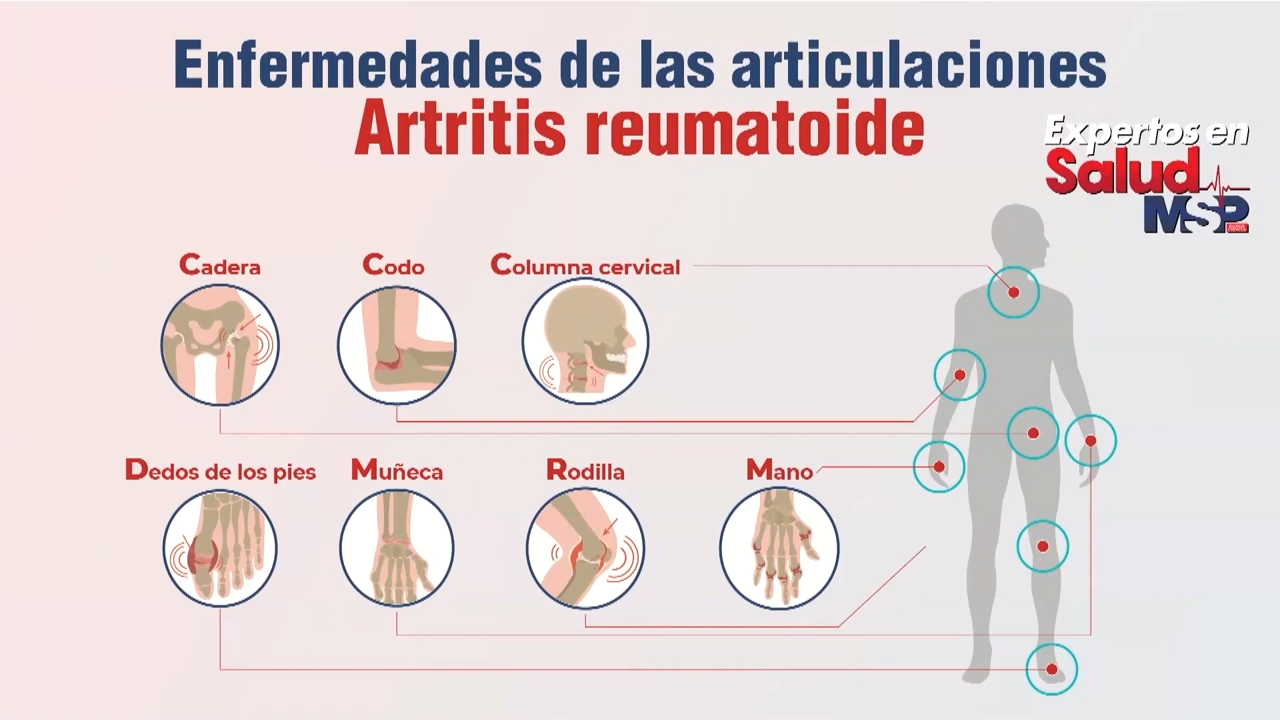 Enfermedades de las articulaciones
Artritis reumatoide
Expertos en
Salud
MSP
Cadera
Codo
Columna cervical
Dedos de los pies
Muñeca
Rodilla
Mano